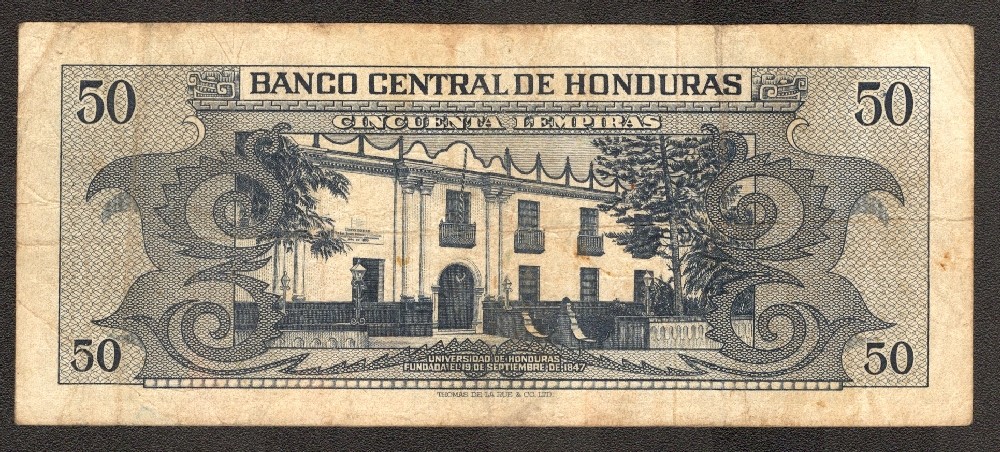 50 BANCO CENTRAL DE HONDURAS 50
CINCUENTA LEMPIRAS
50 UNIVERSIDAD DE HONDURAS 50
FUNDADA EL 19 DE SEPTIEMBRE DE 1847
THOMAS DE LA RUE & CO. LTD.